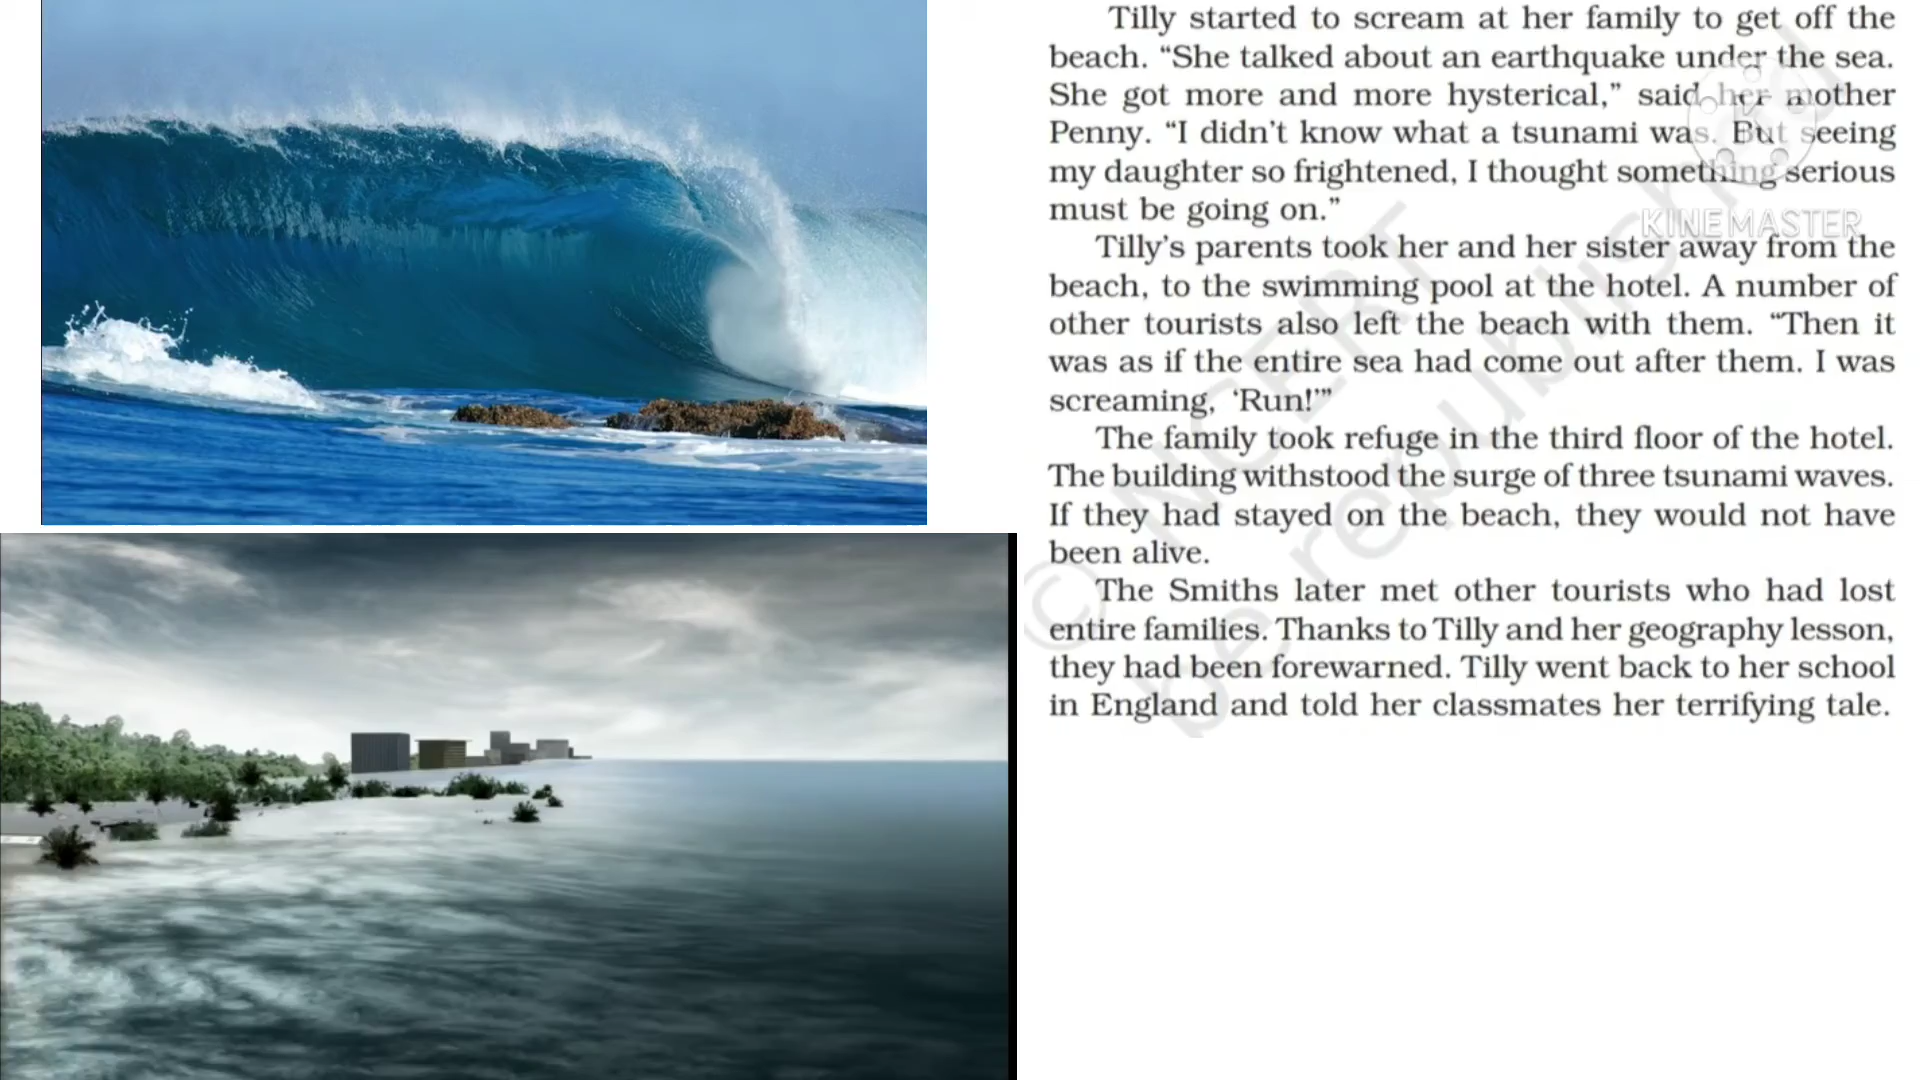 Tilly started to scream at her family to get off the
beach. “She talked about an earthquake under the sea.
She got more and more hysterical,” said her mother
Penny. “I didn’t know what a tsunami was. But seeing
my daughter so frightened, I thought something serious
must be going on.”
KINEMASTER
Tilly’s parents took her and her sister away from the
beach, to the swimming pool at the hotel. A number of
other tourists also left the beach with them. “Then it
was as if the entire sea had come out after them. I was
screaming, ‘Run!’”
The family took refuge in the third floor of the hotel.
The building withstood the surge of three tsunami waves.
If they had stayed on the beach, they would not have
been alive.
The Smiths later met other tourists who had lost
entire families. Thanks to Tilly and her geography lesson,
they had been forewarned. Tilly went back to her school
in England and told her classmates her terrifying tale.
© NCERT
be republished